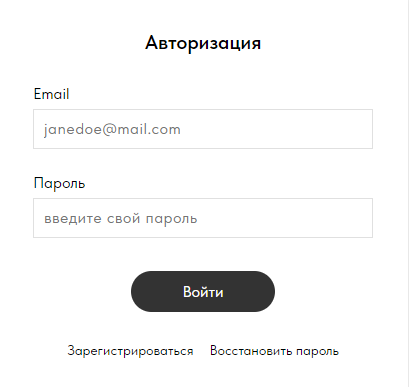 Авторизация
Email
janedoe@mail.com
Пароль
введите свой пароль
Войти
Зарегистрироваться Восстановить пароль